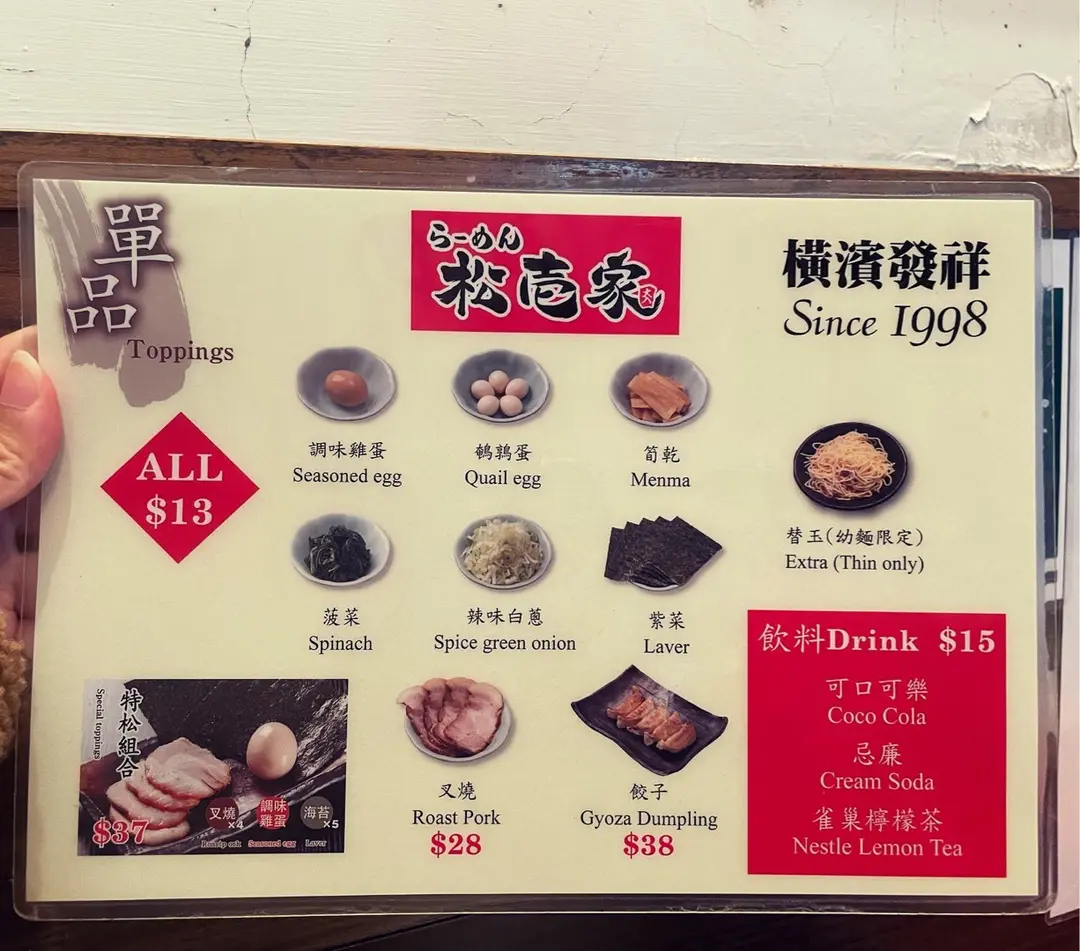 單品
Toppings
らーめん
松壱家
横濱發祥
Since 1998
ALL
$13
調味雞蛋
Seasoned egg
鵪鶉蛋
Quail egg
筍乾
Menma
替玉(幼麵限定)
Extra (Thin only)
菠菜
Spinach
辣味白蔥
Spice green onion
紫菜
Laver
特松組合
Special toppings
叉燒
x4
調味
雞蛋
海苔
x5
Seasoned egg
Laver
$37
叉燒
Roast Pork
$28
餃子
Gyoza Dumpling
$38
飲料Drink $15
可口可樂
Coco Cola
忌廉
Cream Soda
雀巢檸檬茶
Nestle Lemon Tea